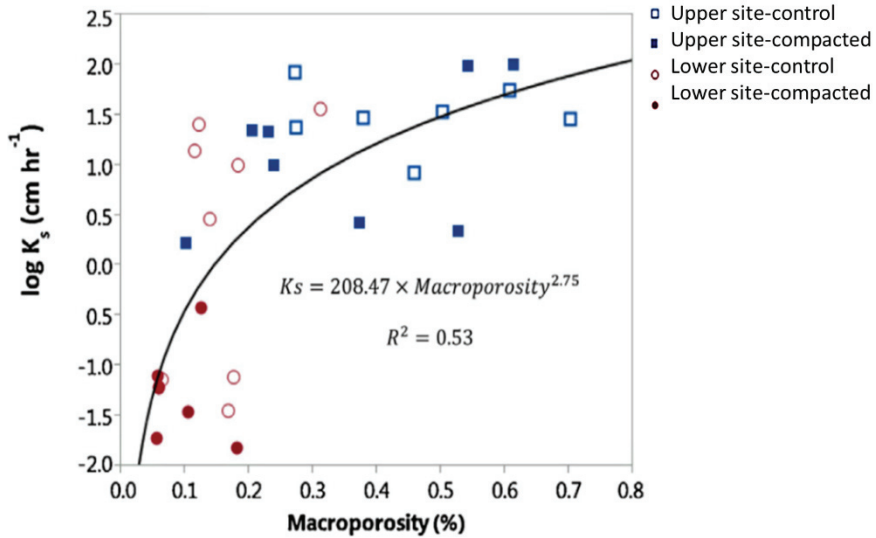 2.5
2.0
1.5
1.0
0.5
0.0
0.5
-1.0
-1.5
-2.0
log Ks (cm hr-1)
Ks = 208.47 × Macroporosity2.75
R2 = 0.53
0.0 0.1 0.2 0.3 0.4 0.5 0.6 0.7 0.8
Macroporosity (%)
Upper site-control
Upper site-compacted
Lower site-control
Lower site-compacted